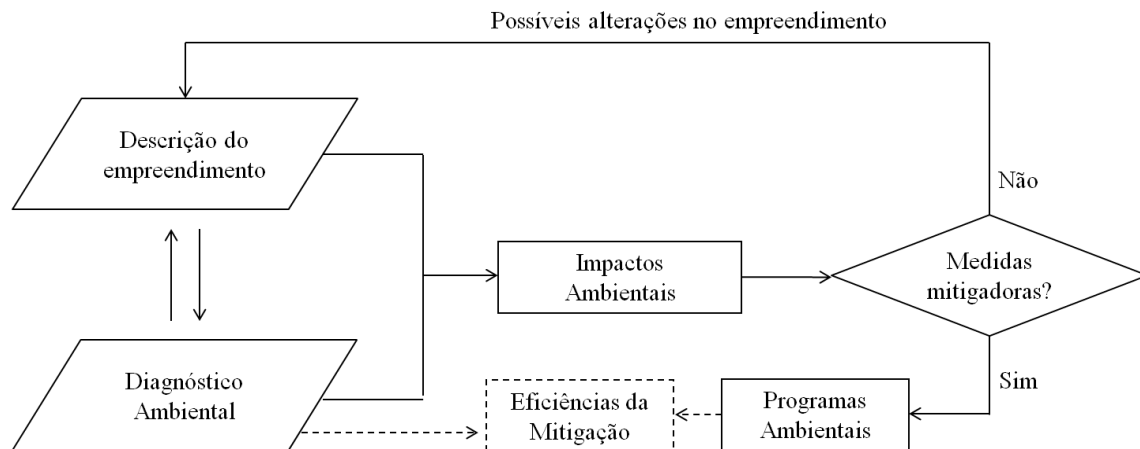 Possíveis alterações no empreendimento
Descrição do
empreendimento
Não
Impactos
Ambientais
Medidas
mitigadoras?
Diagnóstico
Ambiental
Eficiências da
Mitigação
Programas
Ambientais
Sim